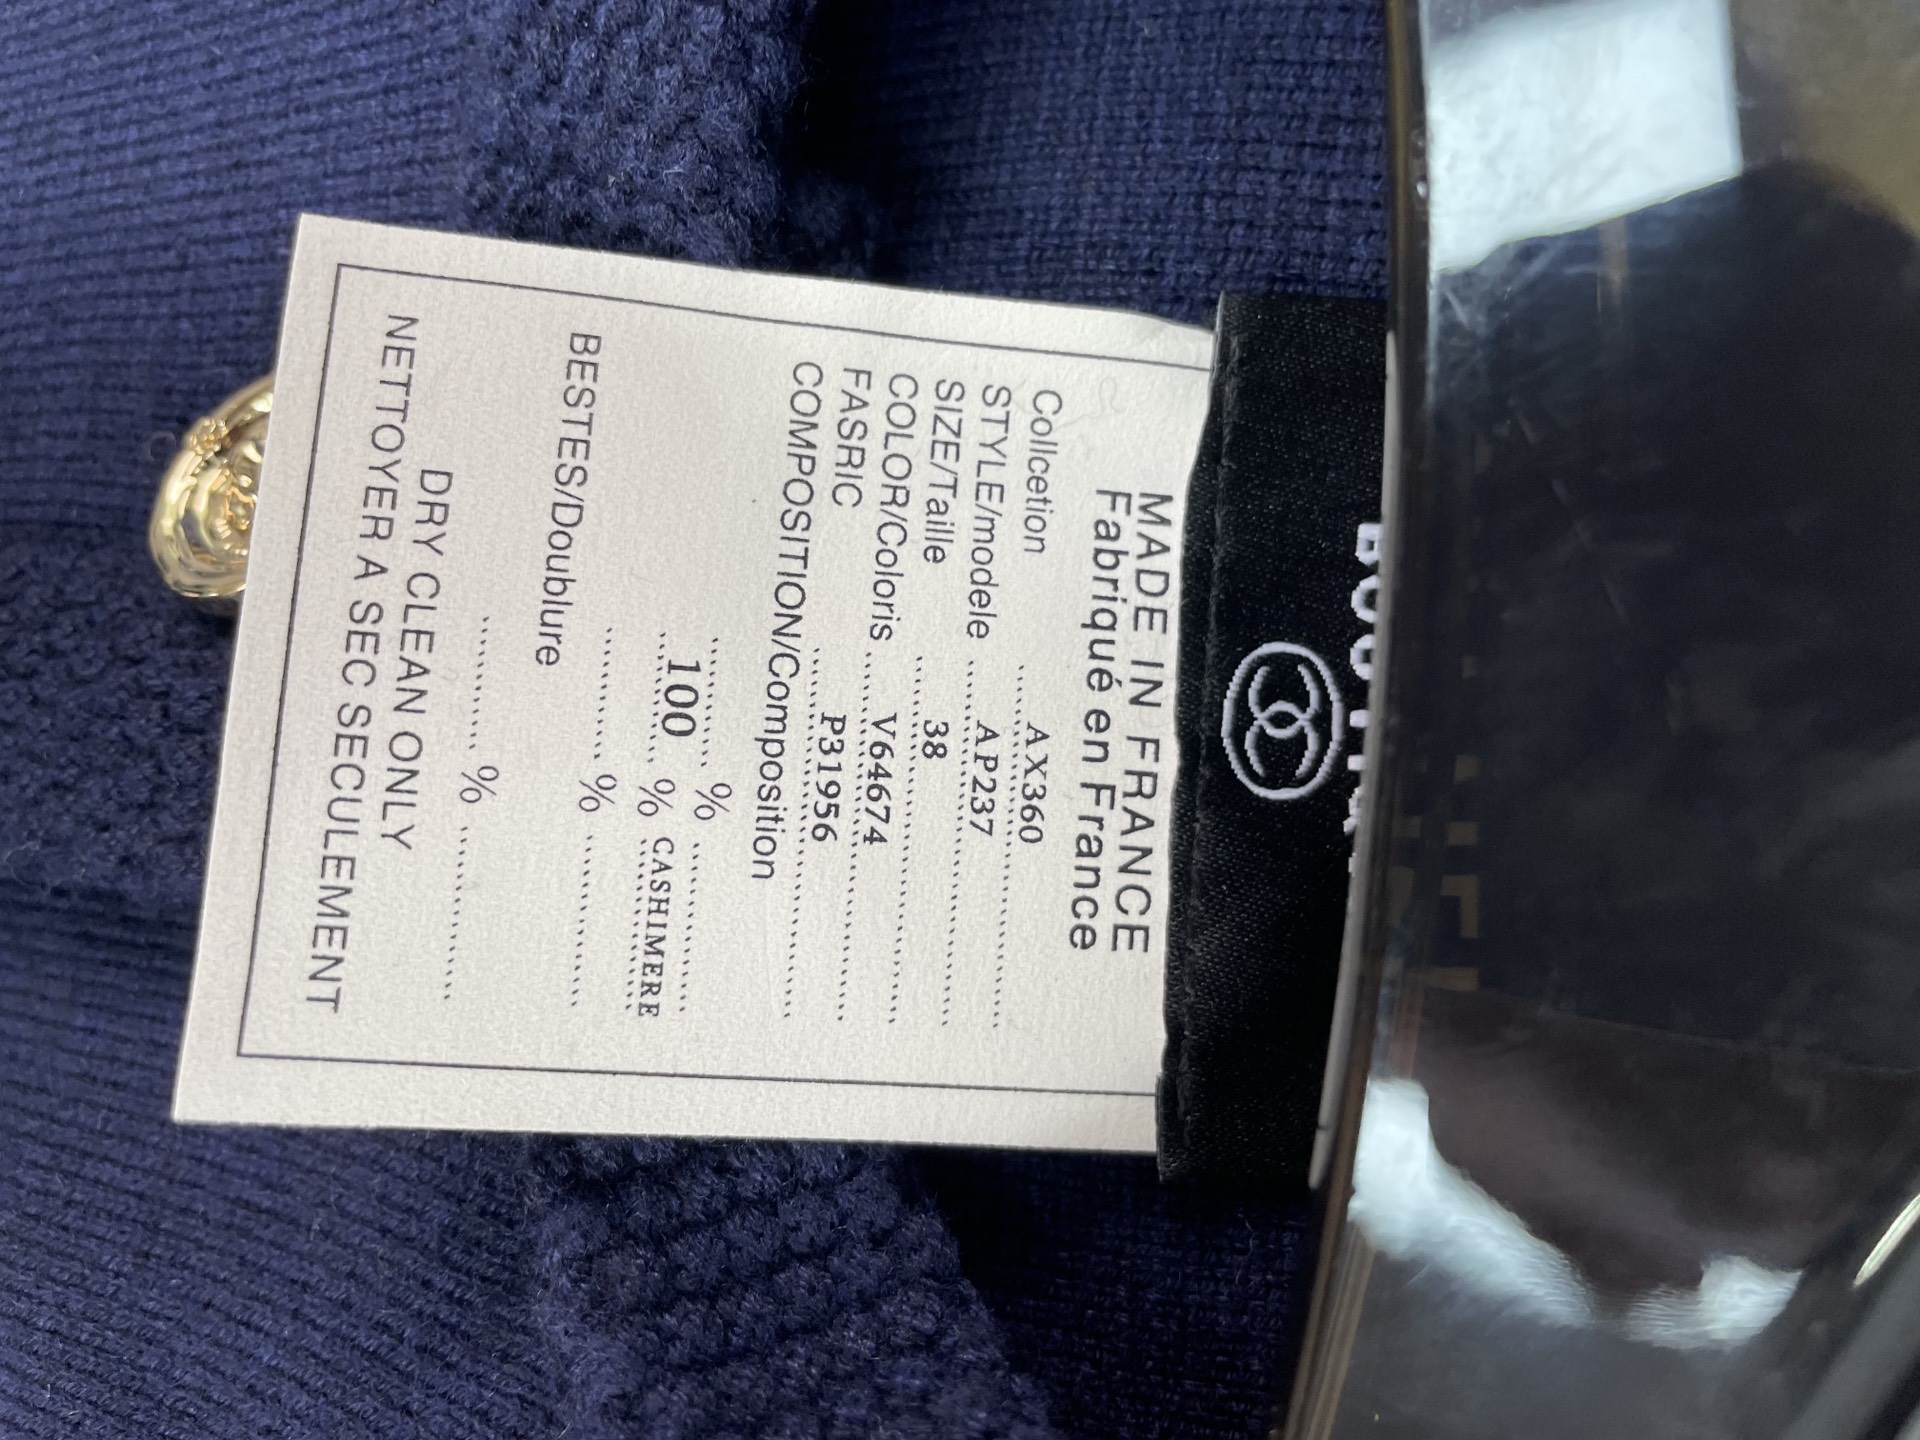 MADE IN FRANCE
Fabriqué en France
Collcetion AX360
STYLE/modele AP237
SIZE/Taille 38
COLOR/Coloris V64674
FASRIC P31956
COMPOSITION/Composition
%
100 % CASHIMERE
%
BESTES/Doublure
%
DRY CLEAN ONLY
NETTOYER A SEC SECULEMENT